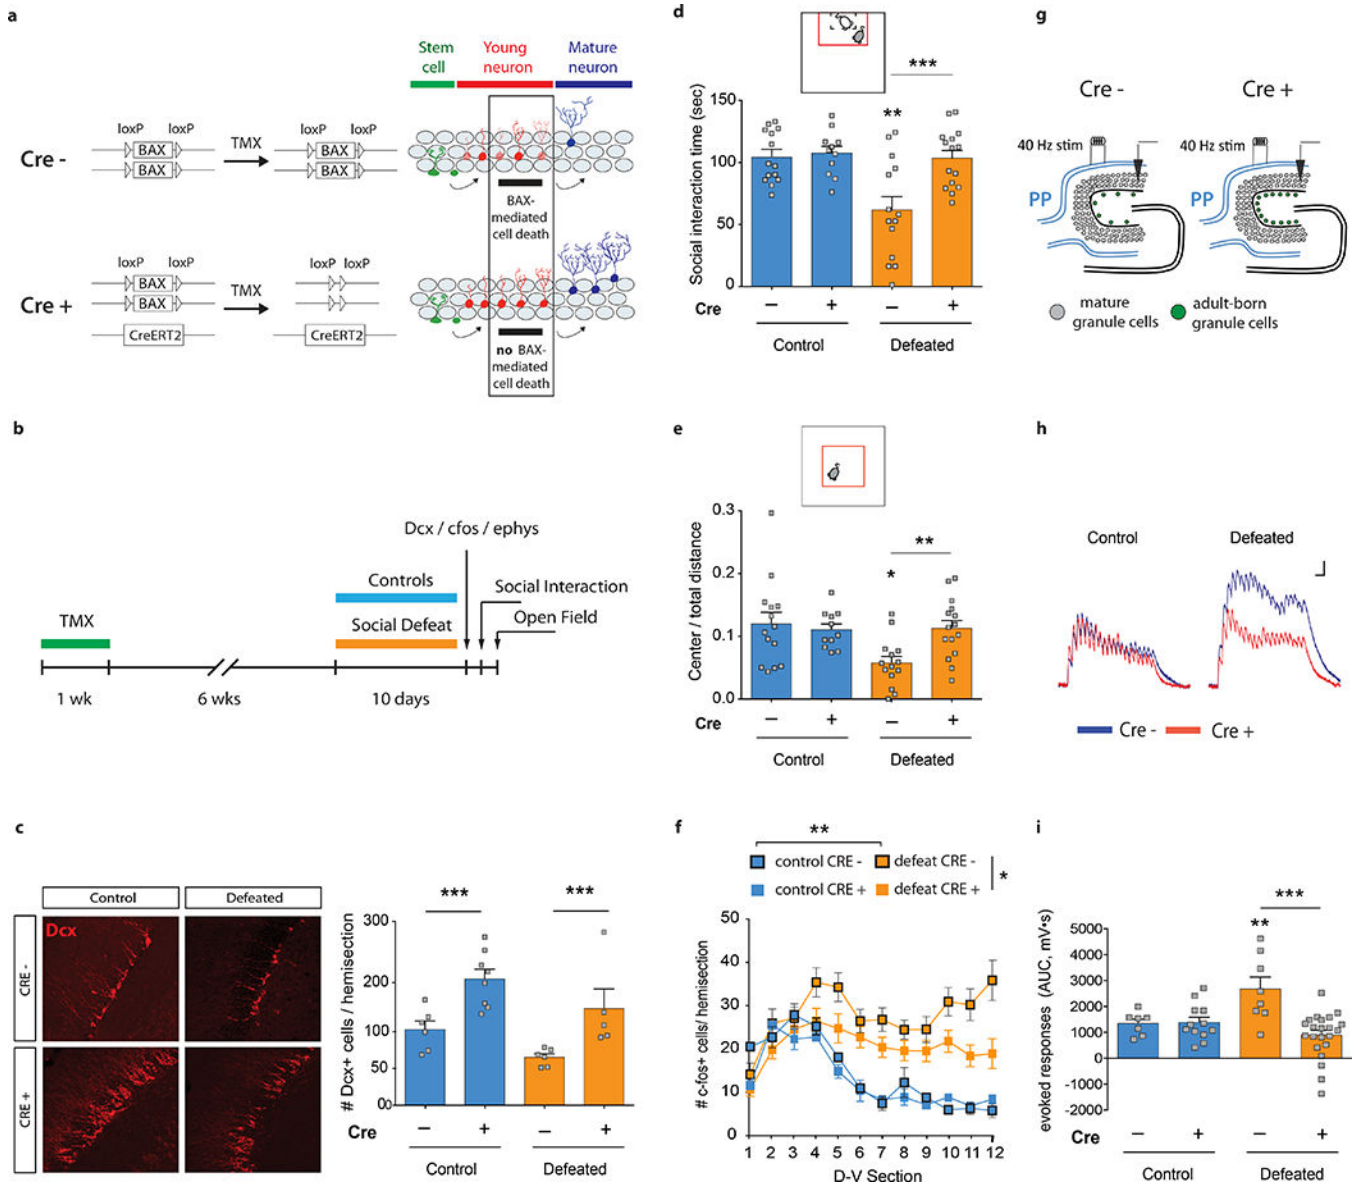 a
Stem
cell
Young
neuron
Mature
neuron
loxP loxP
loxP loxP
TMX
Cre -
BAX
BAX
BAX
BAX
BAX-
mediated
cell death
loxP loxP
loxP loxP
TMX
Cre +
BAX
BAX
CreERT2
CreERT2
no BAX-
mediated
cell death
b
Dcx / cfos / ephys
Controls
Social Interaction
TMX
Social Defeat
Open Field
1 wk
6 wks
10 days
c
Control
Defeated
CRE -
CRE +
Dcx
*** ***
# Dcx+ cells / hemisection
300
200
100
50
00
Cre − + − +
Control Defeated
d
***
**
Social interaction time (sec)
150
100
50
0
Cre − + − +
Control Defeated
e
**
*
Center / total distance
0.3
0.2
0.1
0.0
Cre − + − +
Control Defeated
f
**
control CRE - defeat CRE -
control CRE + defeat CRE +
*
# c-fos+ cells/ hemisection
50
40
30
20
10
0
1 2 3 4 5 6 7 8 9 10 11 12
D-V Section
g
Cre - Cre +
40 Hz stim 40 Hz stim
PP PP
mature
granule cells
adult-born
granule cells
h
Control Defeated
Cre - Cre +
i
***
**
evoked responses (AUC, mV•s)
5000
4000
3000
2000
1000
0
-1000
-2000
Cre − + − +
Control Defeated